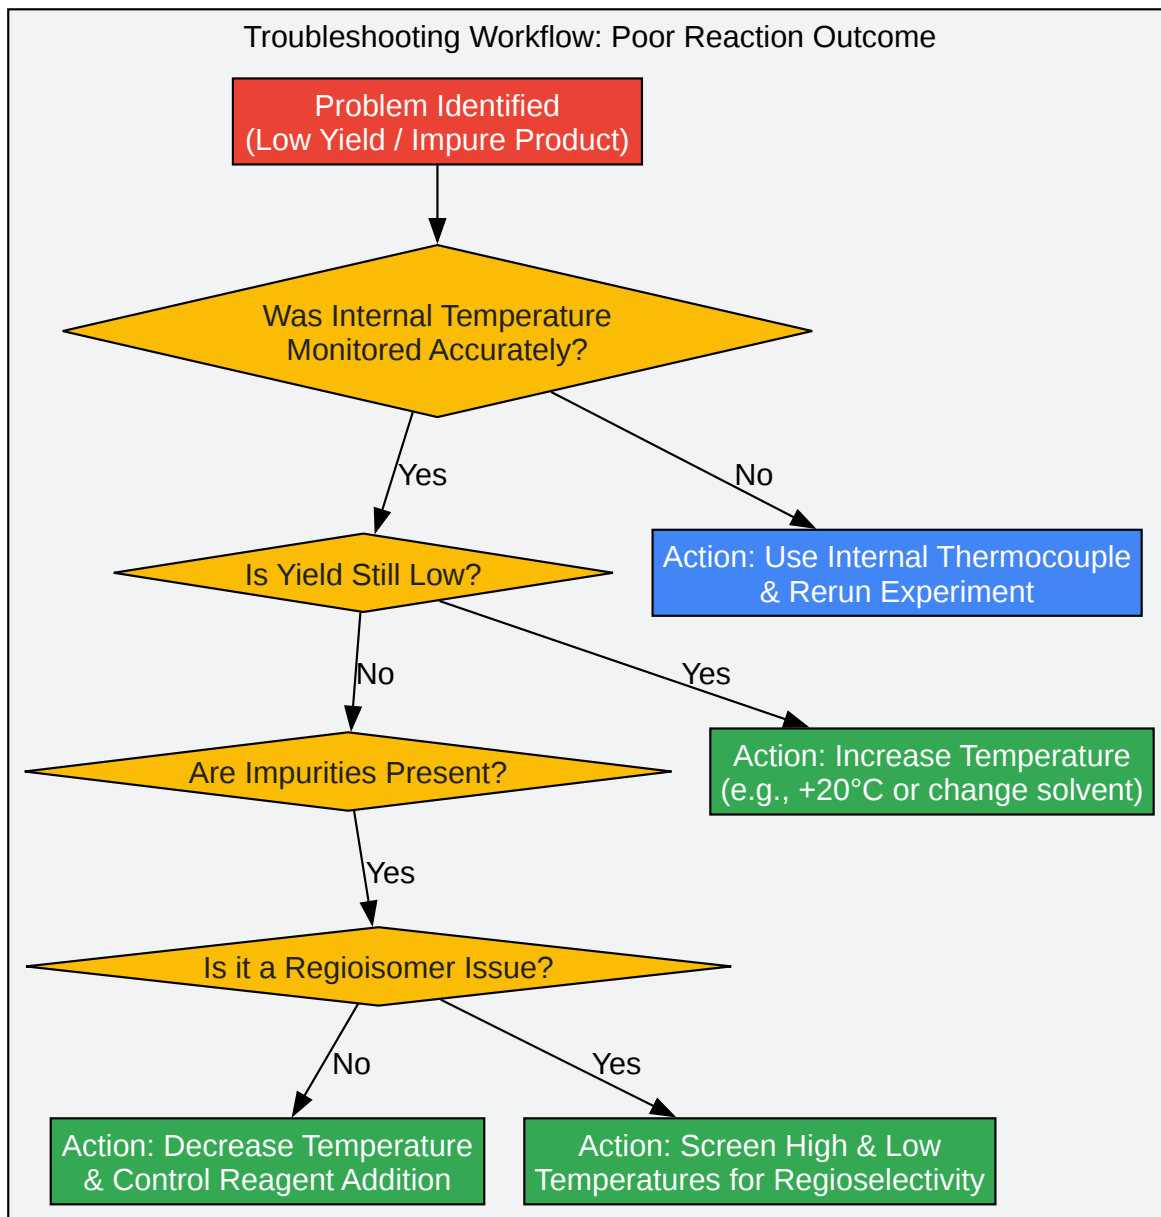 Troubleshooting Workflow: Poor Reaction Outcome
Problem Identified
(Low Yield / Impure Product)
Was Internal Temperature
Monitored Accurately?
Yes
No
Is Yield Still Low?
Action: Use Internal Thermocouple
& Rerun Experiment
No
Yes
Are Impurities Present?
Action: Increase Temperature
(e.g., +20°C or change solvent)
Yes
Is it a Regioisomer Issue?
No
Yes
Action: Decrease Temperature
& Control Reagent Addition
Action: Screen High & Low
Temperatures for Regioselectivity